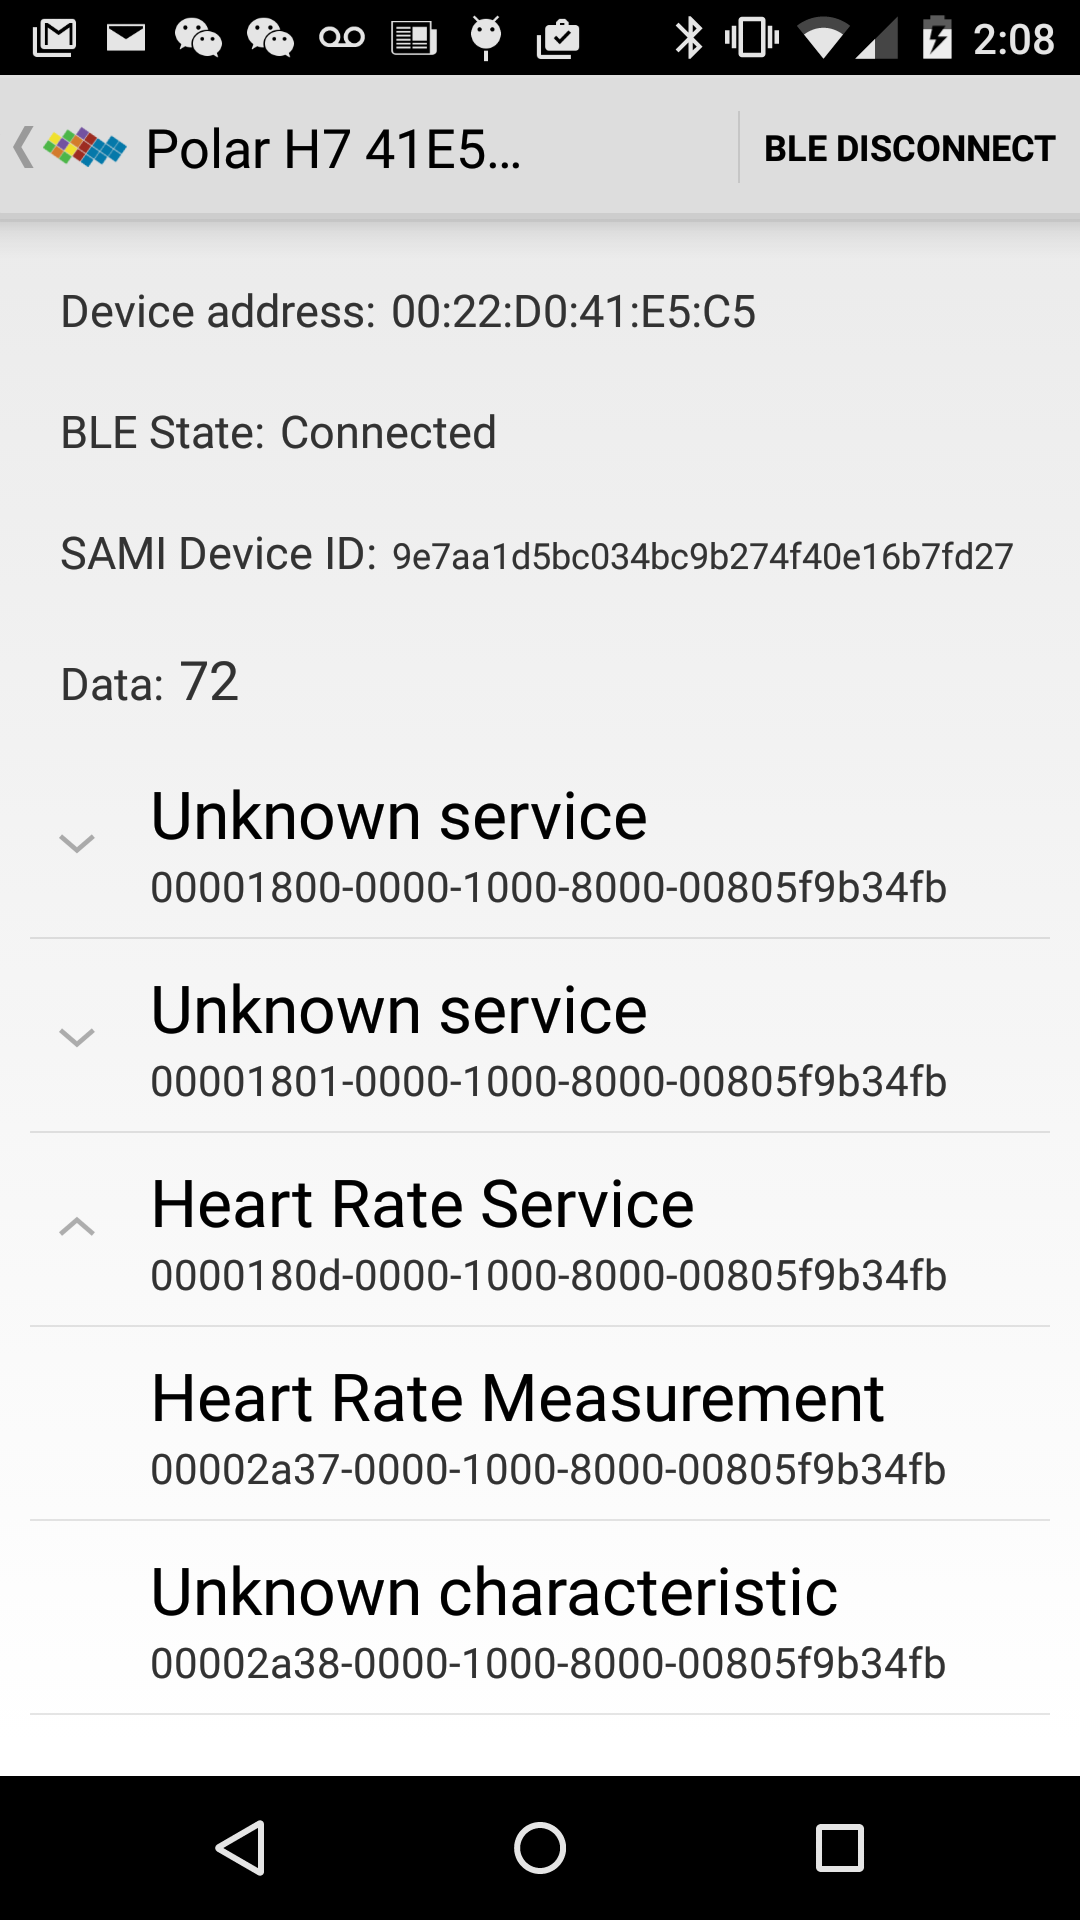 2:08
Polar H7 41E5... BLE DISCONNECT
Device address: 00:22:D0:41:E5:C5
BLE State: Connected
SAMI Device ID: 9e7aa1d5bc034bc9b274f40e16b7fd27
Data: 72
Unknown service
00001800-0000-1000-8000-00805f9b34fb
Unknown service
00001801-0000-1000-8000-00805f9b34fb
Heart Rate Service
0000180d-0000-1000-8000-00805f9b34fb
Heart Rate Measurement
00002a37-0000-1000-8000-00805f9b34fb
Unknown characteristic
00002a38-0000-1000-8000-00805f9b34fb